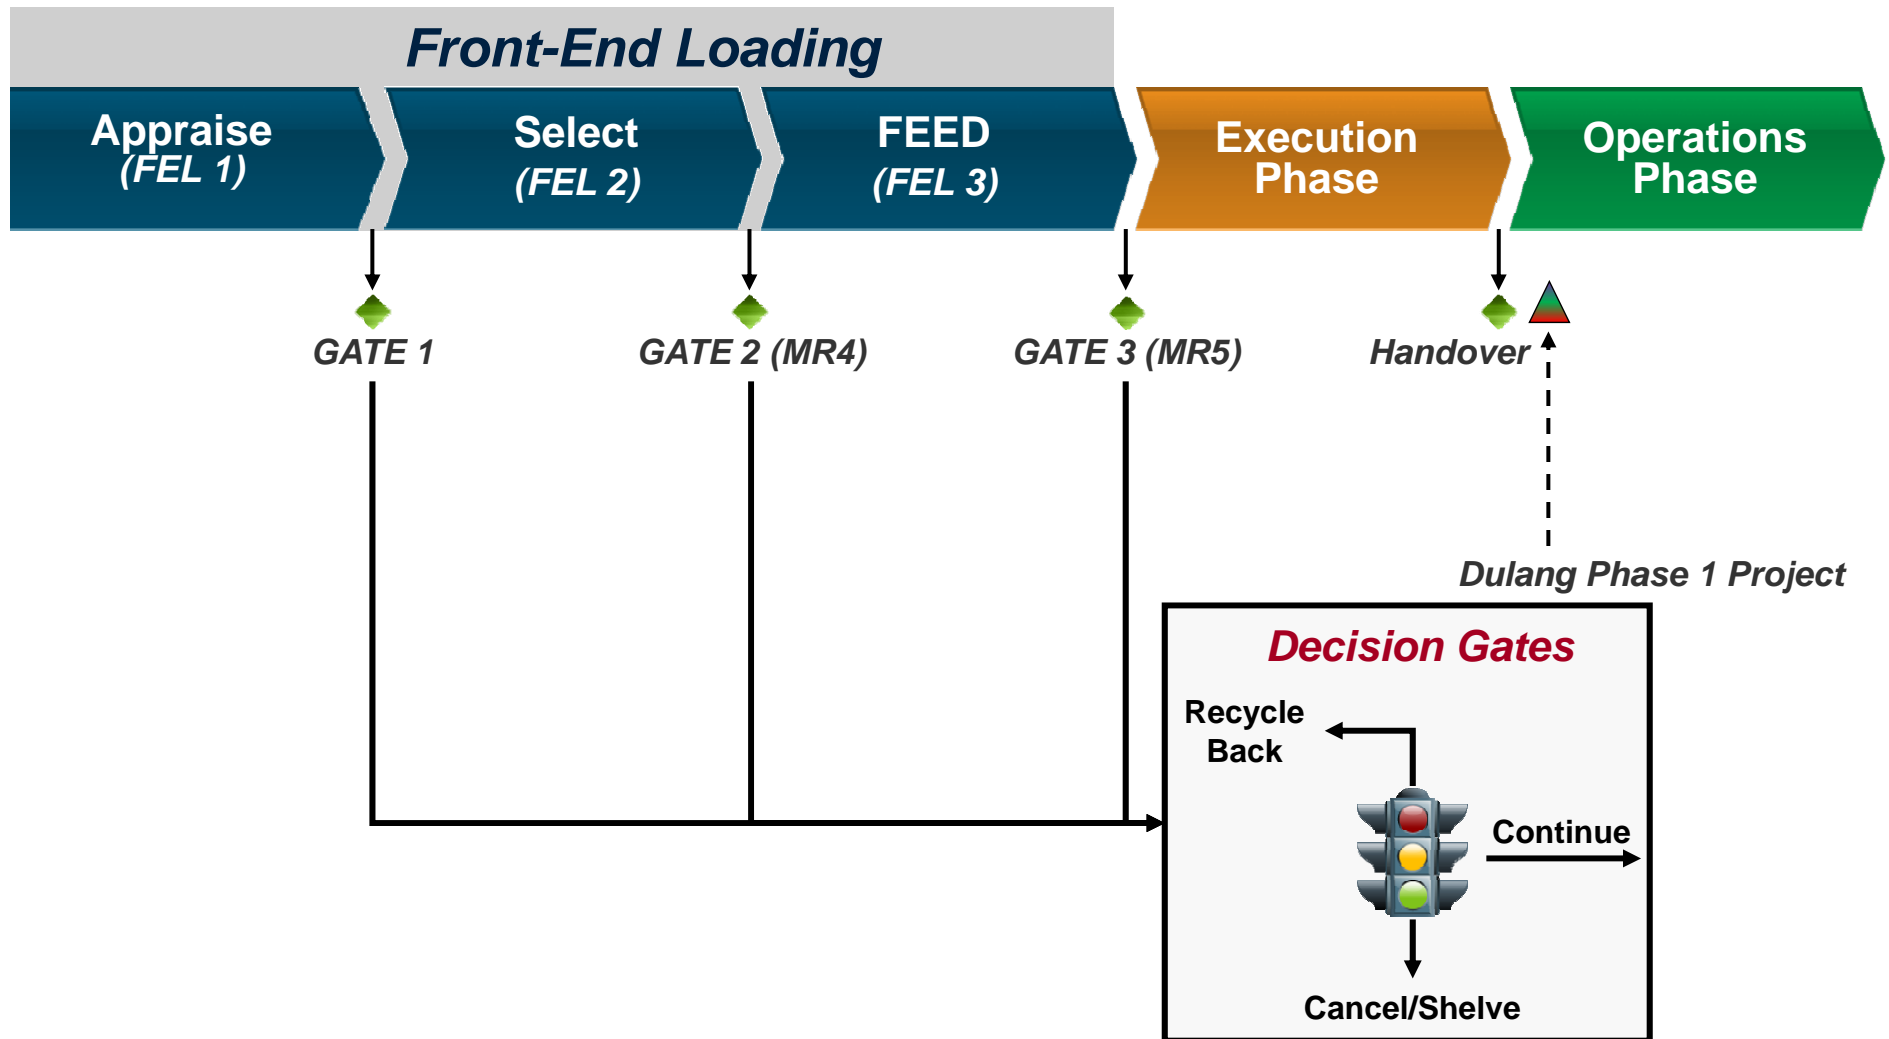 Front-End Loading
Appraise
(FEL 1)
Select
(FEL 2)
FEED
(FEL 3)
Execution
Phase
Operations
Phase
GATE 1
GATE 2 (MR4)
GATE 3 (MR5)
Handover
Dulang Phase 1 Project
Decision Gates
Recycle
Back
Continue
Cancel/Shelve